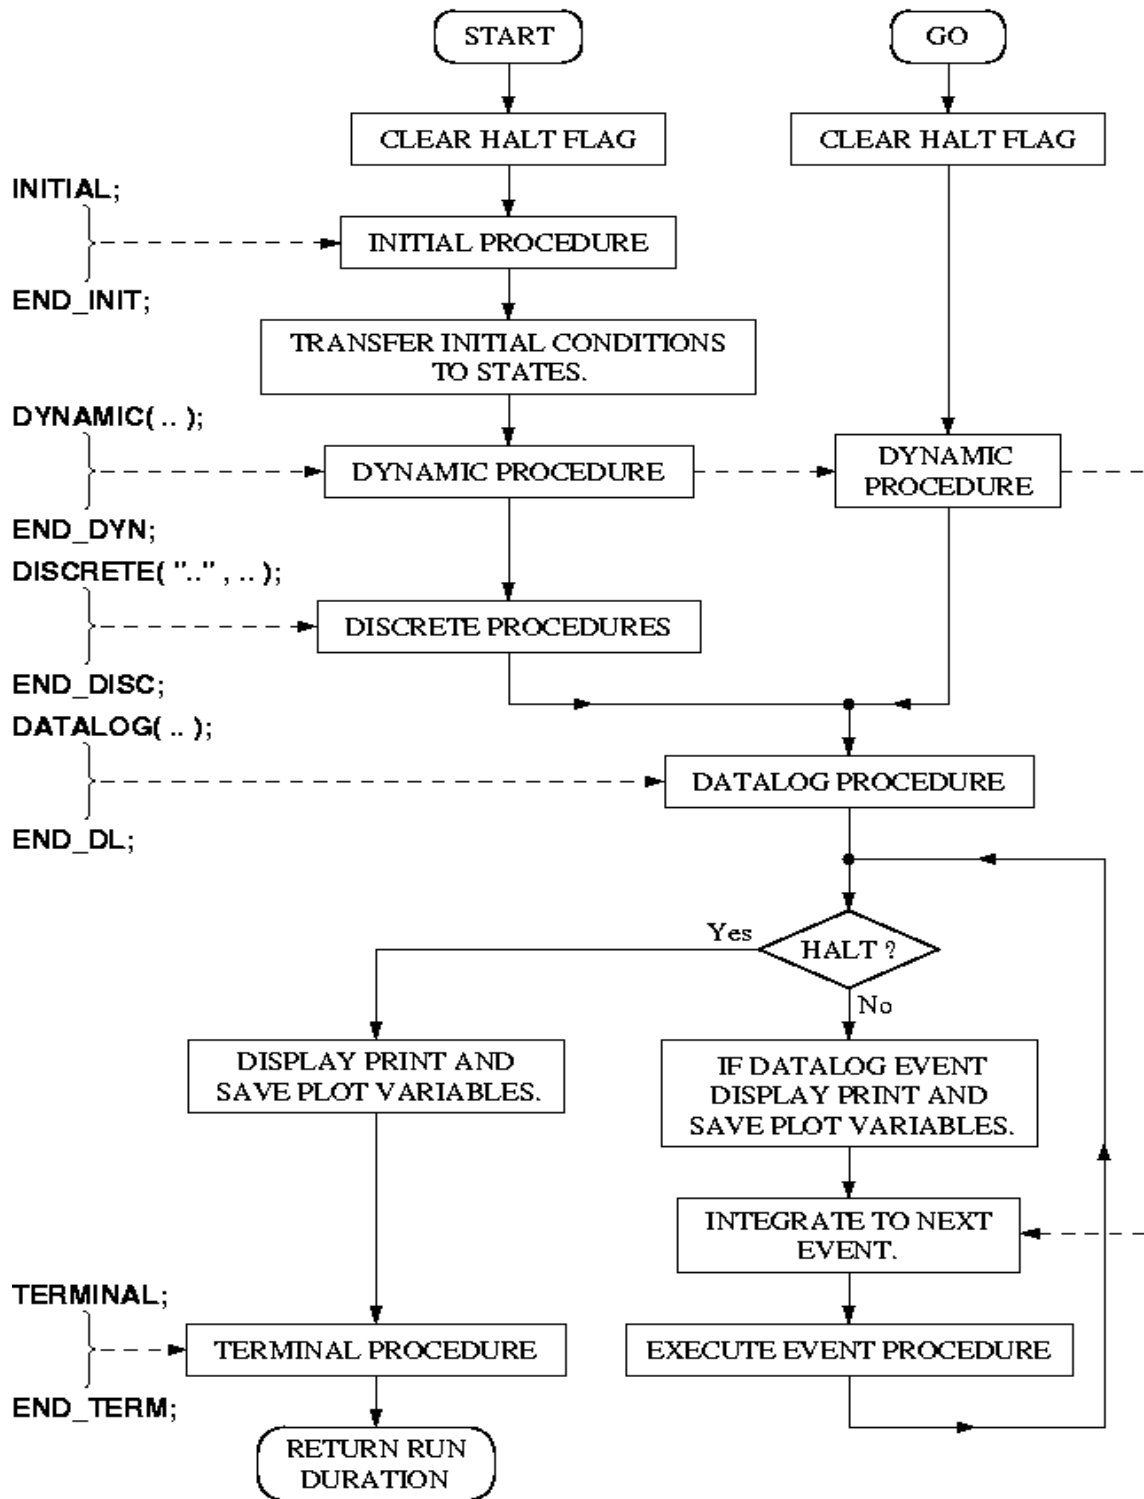 START
GO
CLEAR HALT FLAG
CLEAR HALT FLAG
INITIAL;
INITIAL PROCEDURE
END_INIT;
TRANSFER INITIAL CONDITIONS
TO STATES.
DYNAMIC( .. );
DYNAMIC PROCEDURE
DYNAMIC
PROCEDURE
END_DYN;
DISCRETE( ".." , .. );
DISCRETE PROCEDURES
END_DISC;
DATALOG( .. );
DATALOG PROCEDURE
END_DL;
Yes
HALT ?
No
DISPLAY PRINT AND
SAVE PLOT VARIABLES.
IF DATALOG EVENT
DISPLAY PRINT AND
SAVE PLOT VARIABLES.
INTEGRATE TO NEXT
EVENT.
TERMINAL;
TERMINAL PROCEDURE
EXECUTE EVENT PROCEDURE
END_TERM;
RETURN RUN
DURATION